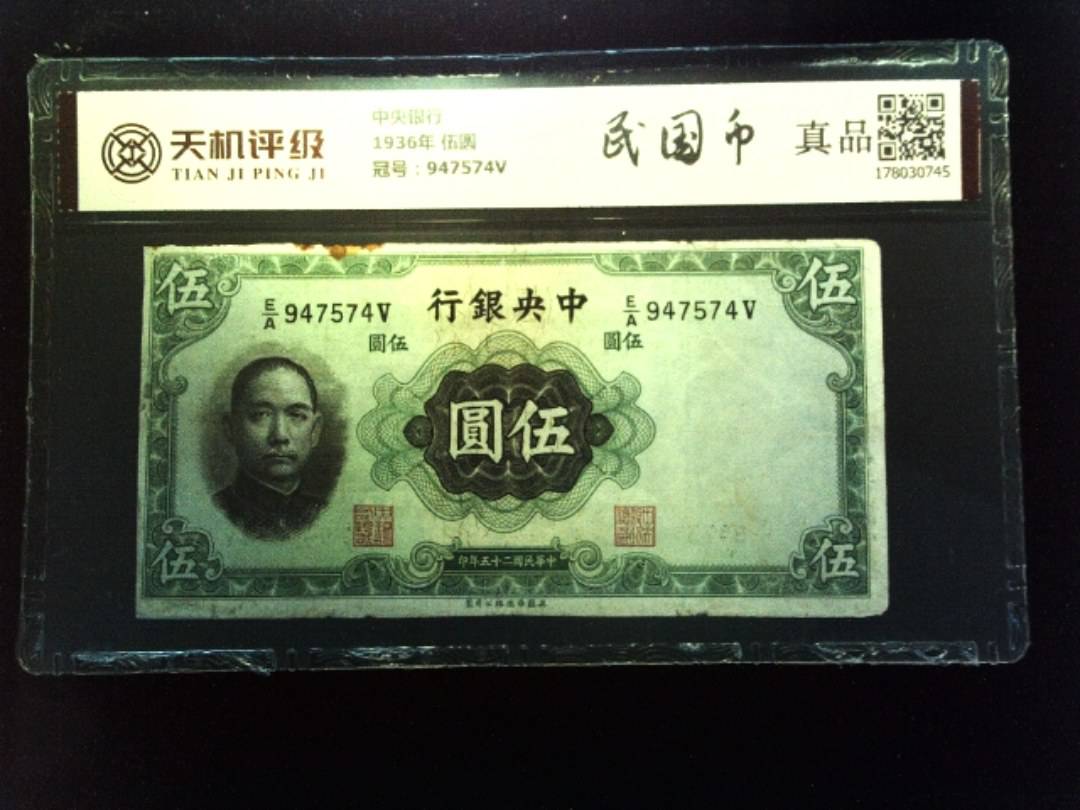 天机评级
TIAN JI PING JI
中央银行
1936年 伍圆
冠号：947574V
民国币
真品
178030745
伍
伍
E/A 947574V
行銀央中
E/A 947574V
圓伍
圓伍
圓伍
伍
伍
印年五十二國民華中